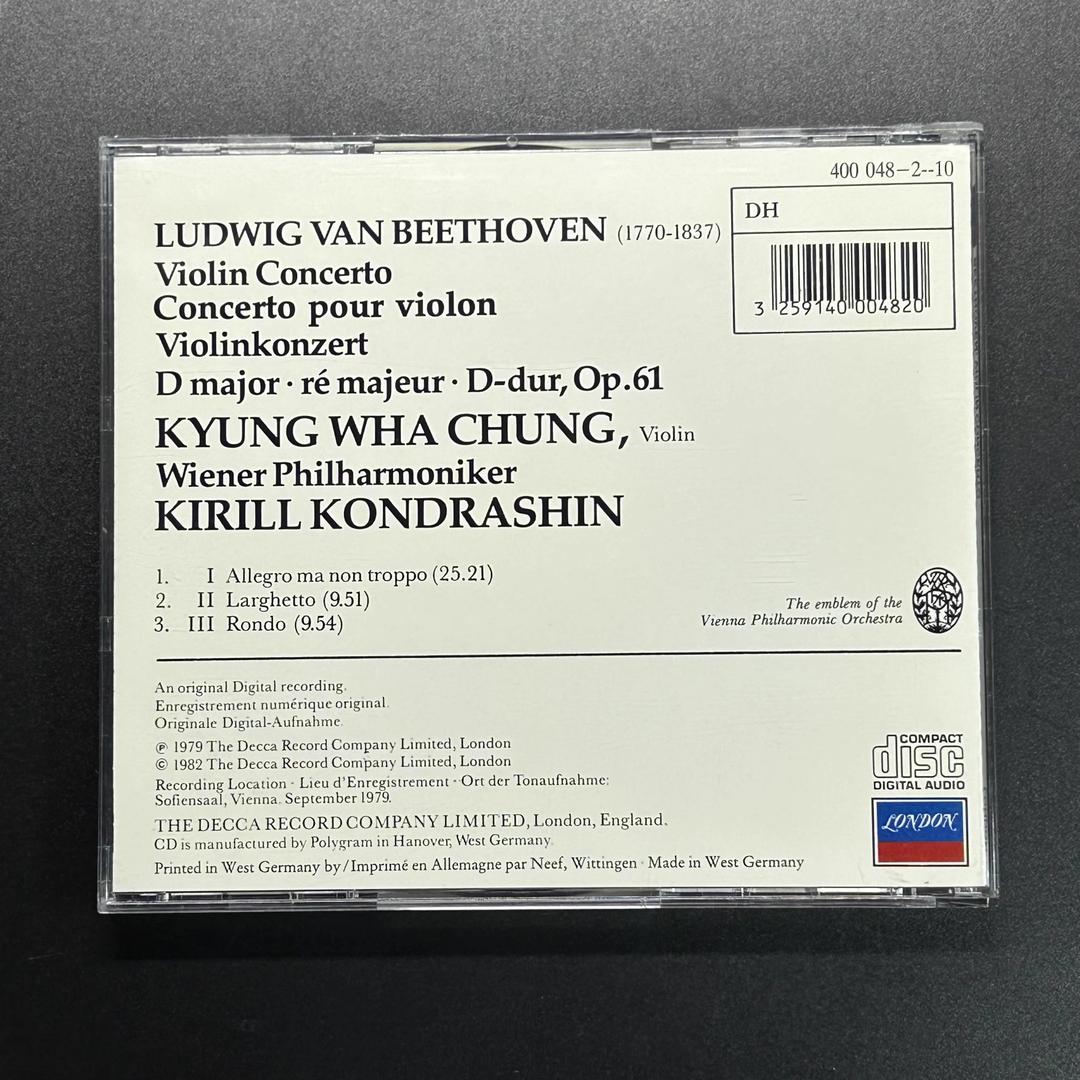 400 048-2--10
DH
3 259140 004820
LUDWIG VAN BEETHOVEN (1770-1837)
Violin Concerto
Concerto pour violon
Violinkonzert
D major · ré majeur · D-dur, Op.61
KYUNG WHA CHUNG, Violin
Wiener Philharmoniker
KIRILL KONDRASHIN
1. I Allegro ma non troppo (25.21)
2. II Larghetto (9.51)
3. III Rondo (9.54)
The emblem of the
Vienna Philharmonic Orchestra
An original Digital recording.
Enregistrement numérique original.
Originale Digital-Aufnahme.
℗ 1979 The Decca Record Company Limited, London
© 1982 The Decca Record Company Limited, London
Recording Location · Lieu d'Enregistrement · Ort der Tonaufnahme:
Sofiensaal, Vienna. September 1979.
THE DECCA RECORD COMPANY LIMITED, London, England.
CD is manufactured by Polygram in Hanover, West Germany.
Printed in West Germany by/Imprimé en Allemagne par Neef, Wittingen · Made in West Germany
COMPACT
disc
DIGITAL AUDIO
LONDON